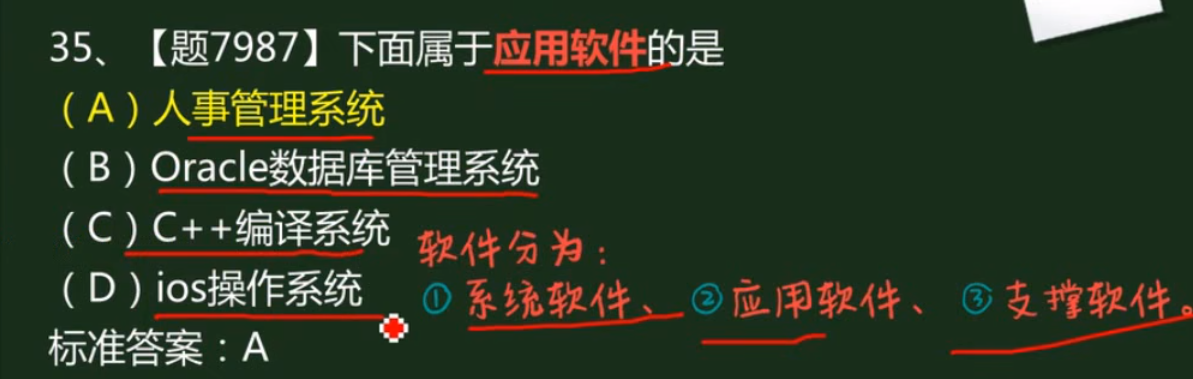 35、【题7987】下面属于应用软件的是
（A）人事管理系统
（B）Oracle数据库管理系统
（C）C++编译系统
软件分为：
（D）ios操作系统
①系统软件、②应用软件、③支撑软件。
标准答案：A